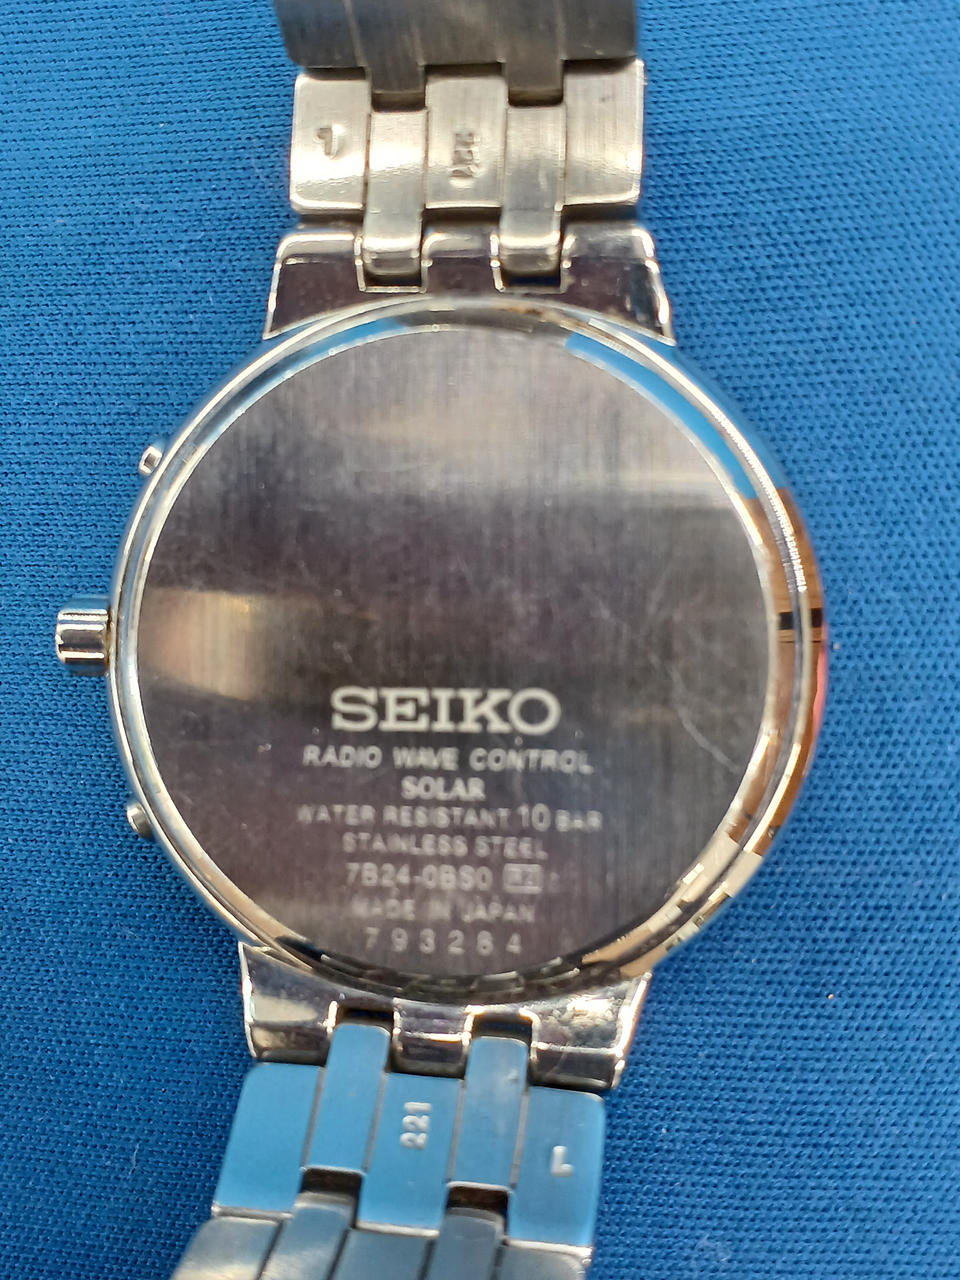 SEIKO
RADIO WAVE CONTROL
SOLAR
WATER RESISTANT 10 BAR
STAINLESS STEEL
7B24-0BS0
MADE IN JAPAN
793284
221